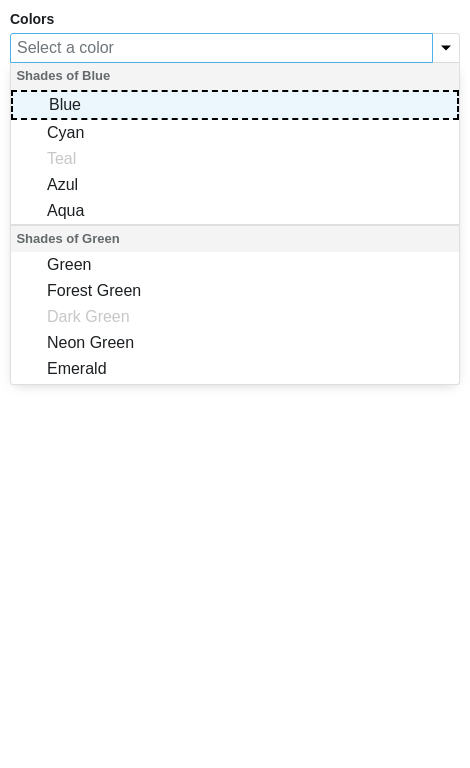 Colors
Select a color
Shades of Blue
Blue
Cyan
Teal
Azul
Aqua
Shades of Green
Green
Forest Green
Dark Green
Neon Green
Emerald